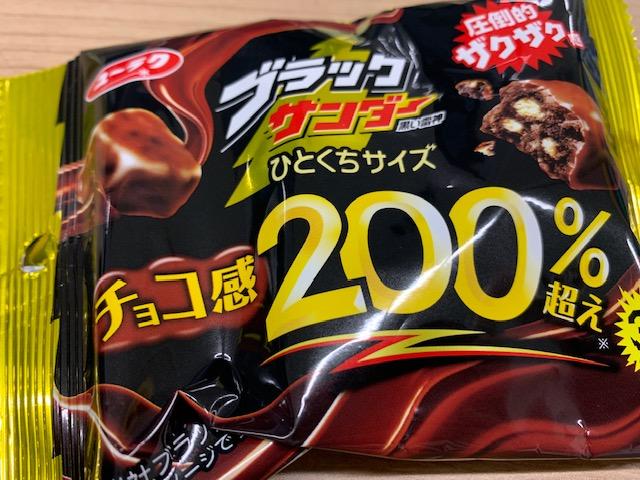 ユーラク
圧倒的
ザクザク感
ブラック
サンダー
黒い雷神
ひとくちサイズ
チョコ感
200%
超え
※